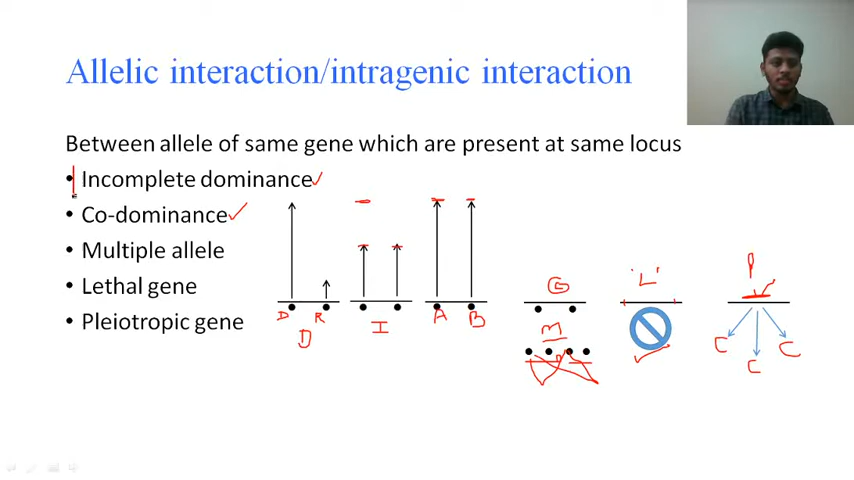 Allelic interaction/intragenic interaction
Between allele of same gene which are present at same locus
• Incomplete dominance
• Co-dominance
• Multiple allele
• Lethal gene
• Pleiotropic gene
D R
D
I
A B
G
M
'L'
P
C C C